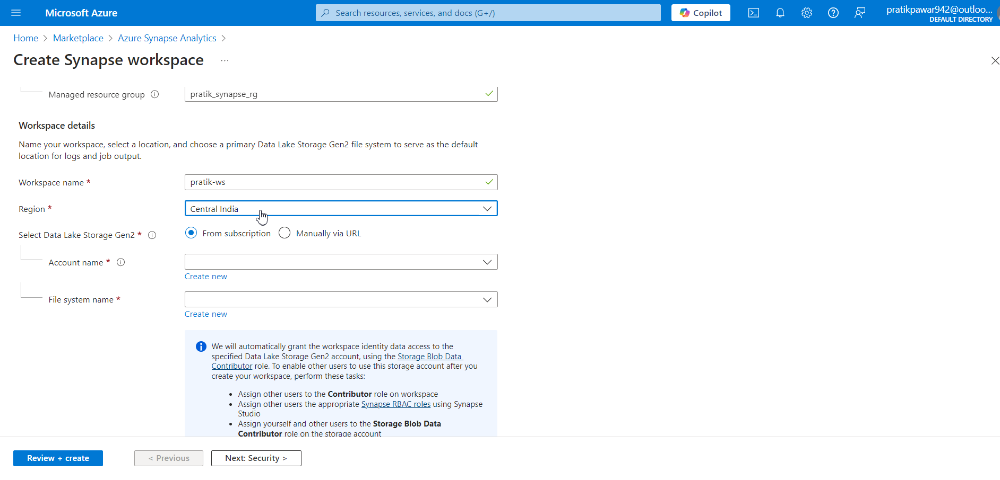 Microsoft Azure
Search resources, services, and docs (G+/)
Copilot
pratikpawar942@outloo...
DEFAULT DIRECTORY
Home > Marketplace > Azure Synapse Analytics >
Create Synapse workspace ...
Managed resource group
pratik_synapse_rg
Workspace details
Name your workspace, select a location, and choose a primary Data Lake Storage Gen2 file system to serve as the default
location for logs and job output.
Workspace name *
pratik-ws
Region *
Central India
Select Data Lake Storage Gen2 *
From subscription
Manually via URL
Account name *
Create new
File system name *
Create new
We will automatically grant the workspace identity data access to the
specified Data Lake Storage Gen2 account, using the Storage Blob Data
Contributor role. To enable other users to use this storage account after you
create your workspace, perform these tasks:
• Assign other users to the Contributor role on workspace
• Assign other users the appropriate Synapse RBAC roles using Synapse
Studio
• Assign yourself and other users to the Storage Blob Data
Contributor role on the storage account
Review + create
< Previous
Next: Security >